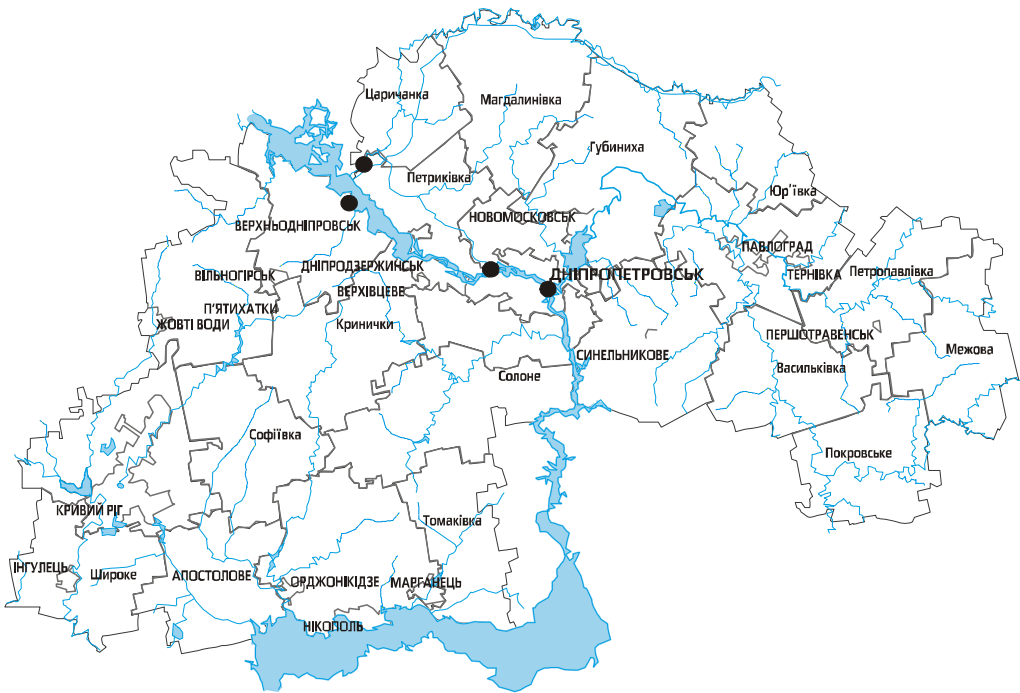 Царичанка
Магдалинівка
Губиниха
Петриківка
Юр'ївка
НОВОМОСКОВСЬК
ВЕРХНЬОДНІПРОВСЬК
ПАВЛОГРАД
ДНІПРОДЗЕРЖИНСЬК
ВІЛЬНОГІРСЬК
ДНІПРОПЕТРОВСЬК
ТЕРНІВКА
Петропавлівка
ВЕРХІВЦЕВЕ
П'ЯТИХАТКИ
ЖОВТІ ВОДИ
Кринички
ПЕРШОТРАВЕНСЬК
Межова
СИНЕЛЬНИКОВЕ
Васильківка
Солоне
Софіївка
Покровське
КРИВИЙ РІГ
Томаківка
ІНГУЛЕЦЬ
Широке
АПОСТОЛОВЕ
ОРДЖОНІКІДЗЕ
МАРГАНЕЦЬ
НІКОПОЛЬ